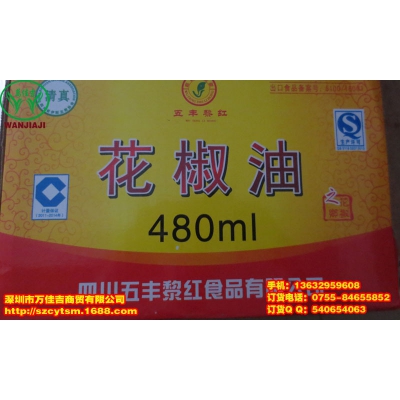 清真
WANJIAJI
五丰黎红
花椒油
480ml
之
四川五丰黎红食品有限公司
深圳市万佳吉商贸有限公司
http://szcytsm.1688.com
手机:13632959608
订货电话:0755-84655852
订货QQ:540654063